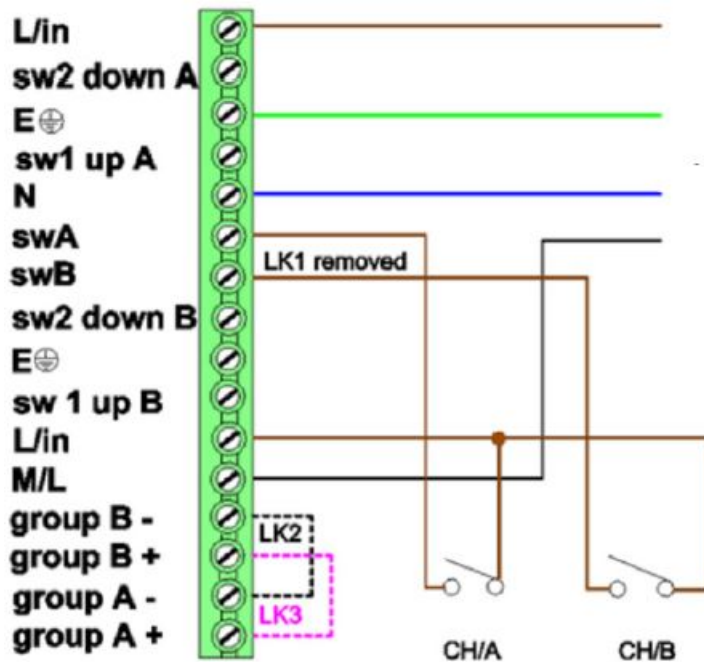 L/in
sw2 down A
E⏚
sw1 up A
N
swA
swB
LK1 removed
sw2 down B
E⏚
sw 1 up B
L/in
M/L
group B -
LK2
group B +
group A -
LK3
group A +
CH/A
CH/B